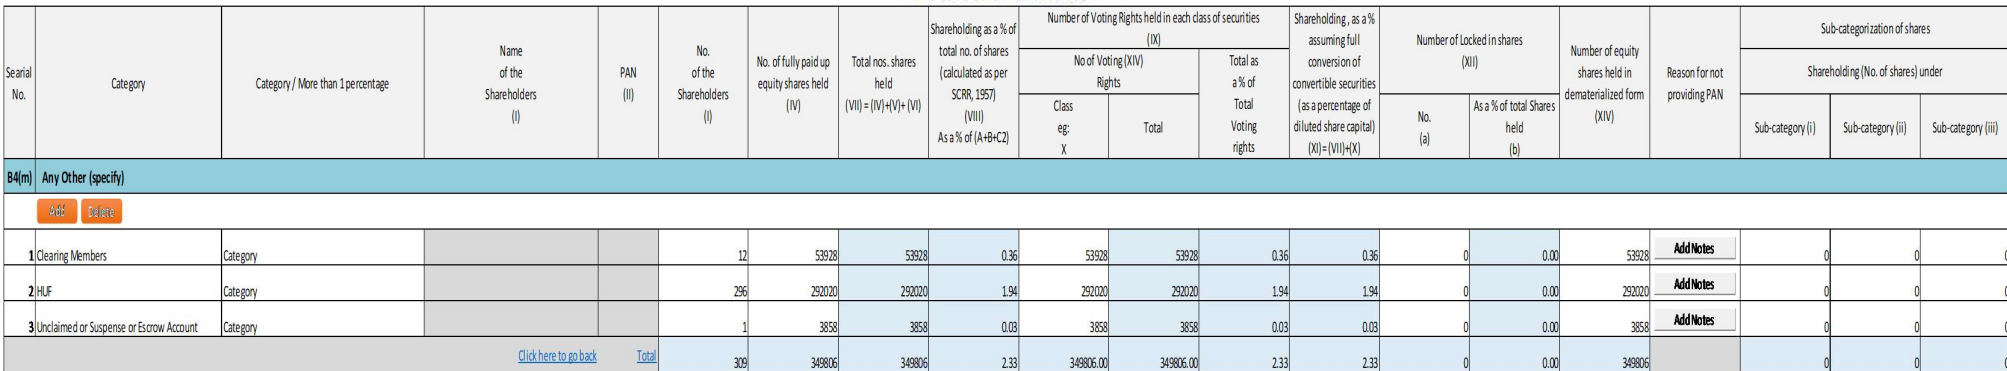 Searial
No.
Category
Category / More than 1 percentage
Name
of the
Shareholders
(I)
PAN
(II)
No.
of the
Shareholders
(I)
No. of fully paid up
equity shares held
(IV)
Total nos. shares
held
(VII) = (IV)+(V)+ (VI)
Shareholding as a % of
total no. of shares
(calculated as per
SCRR, 1957)
(VIII)
As a % of (A+B+C2)
Number of Voting Rights held in each class of securities
(IX)
No of Voting (XIV)
Rights
Class
eg:
X
Total
Total as
a % of
Total
Voting
rights
Shareholding , as a %
assuming full
conversion of
convertible securities
(as a percentage of
diluted share capital)
(XI)= (VII)+(X)
Number of Locked in shares
(XII)
No.
(a)
As a % of total Shares
held
(b)
Number of equity
shares held in
dematerialized form
(XIV)
Reason for not
providing PAN
Sub-categorization of shares
Shareholding (No. of shares) under
Sub-category (i)
Sub-category (ii)
Sub-category (iii)
B4(m) Any Other (specify)
Add Delete
1 Clearing Members Category 12 53928 53928 0.36 53928 53928 0.36 0.36 0 0.00 53928 Add Notes 0 0
2 HUF Category 296 292020 292020 1.94 292020 292020 1.94 1.94 0 0.00 292020 Add Notes 0 0
3 Unclaimed or Suspense or Escrow Account Category 1 3858 3858 0.03 3858 3858 0.03 0.03 0 0.00 3858 Add Notes 0 0
Click here to go back Total 309 349806 349806 2.33 349806.00 349806.00 2.33 2.33 0 0.00 349806 0 0